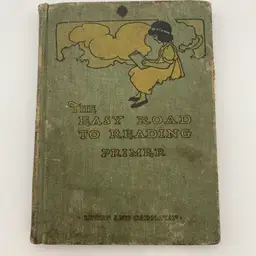 THE
EASY ROAD
TO READING
PRIMER
LYONS AND CARNAHAN